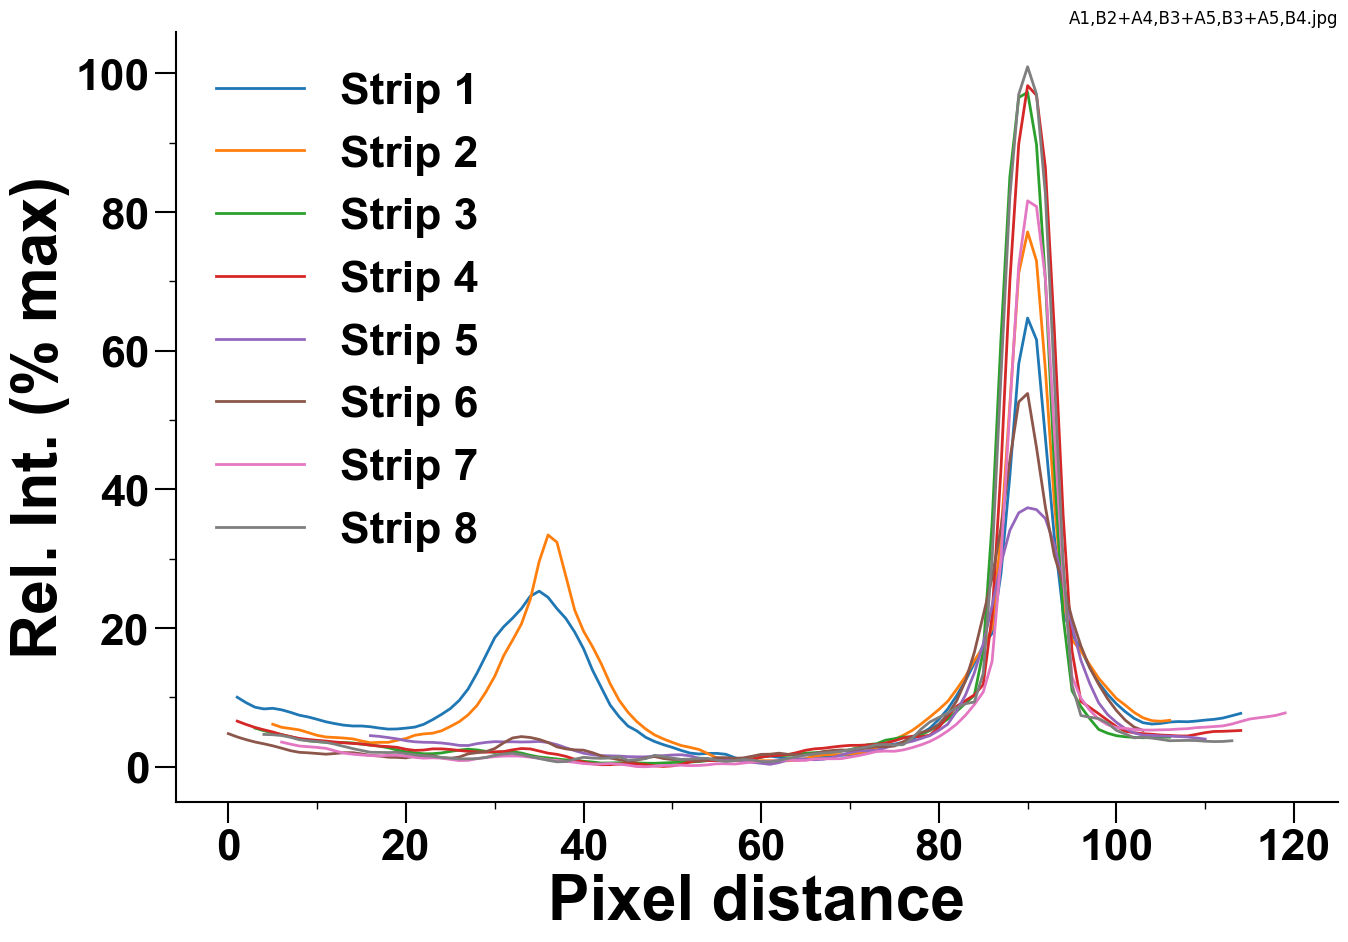 A1,B2+A4,B3+A5,B3+A5,B4.jpg
Rel. Int. (% max)
100
80
60
40
20
0
Strip 1
Strip 2
Strip 3
Strip 4
Strip 5
Strip 6
Strip 7
Strip 8
0 20 40 60 80 100 120
Pixel distance